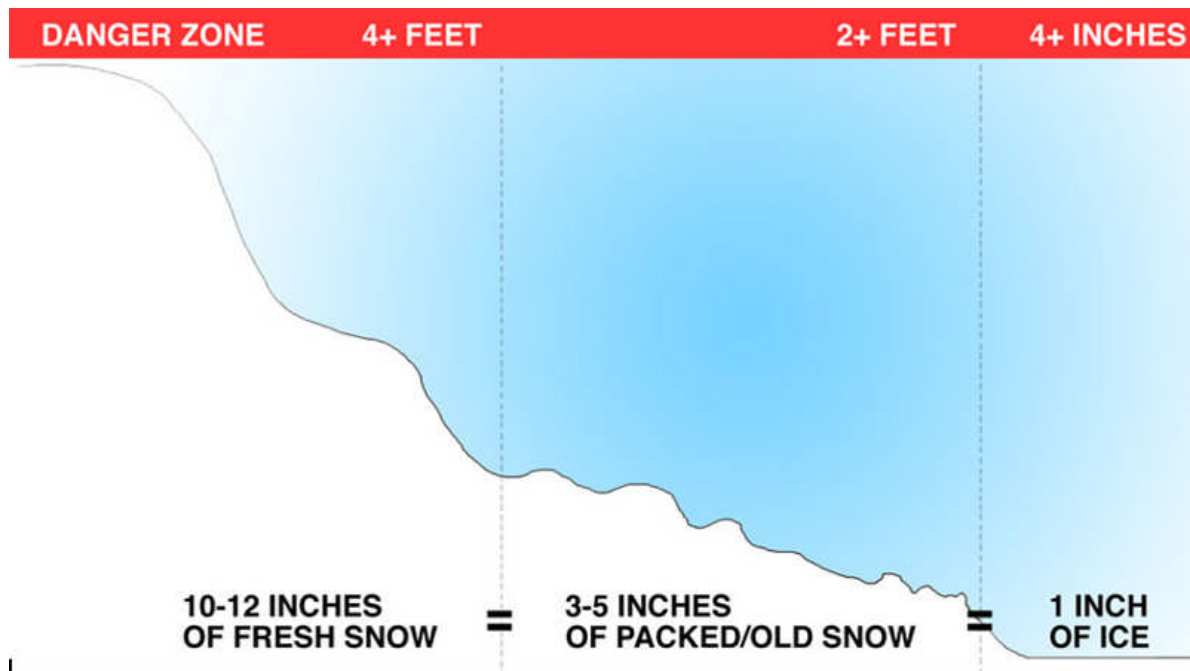 DANGER ZONE 4+ FEET 2+ FEET 4+ INCHES
10-12 INCHES
OF FRESH SNOW
=
3-5 INCHES
OF PACKED/OLD SNOW
=
1 INCH
OF ICE